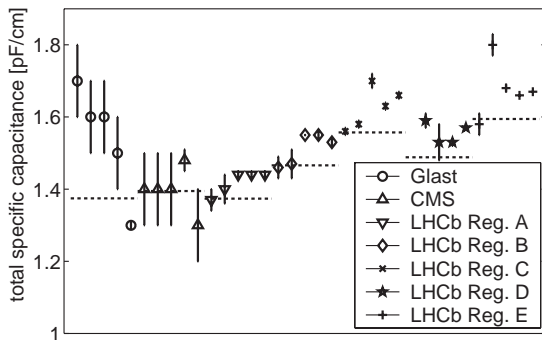 total specific capacitance [pF/cm]
1.8
1.6
1.4
1.2
1
Glast
CMS
LHCb Reg. A
LHCb Reg. B
LHCb Reg. C
LHCb Reg. D
LHCb Reg. E